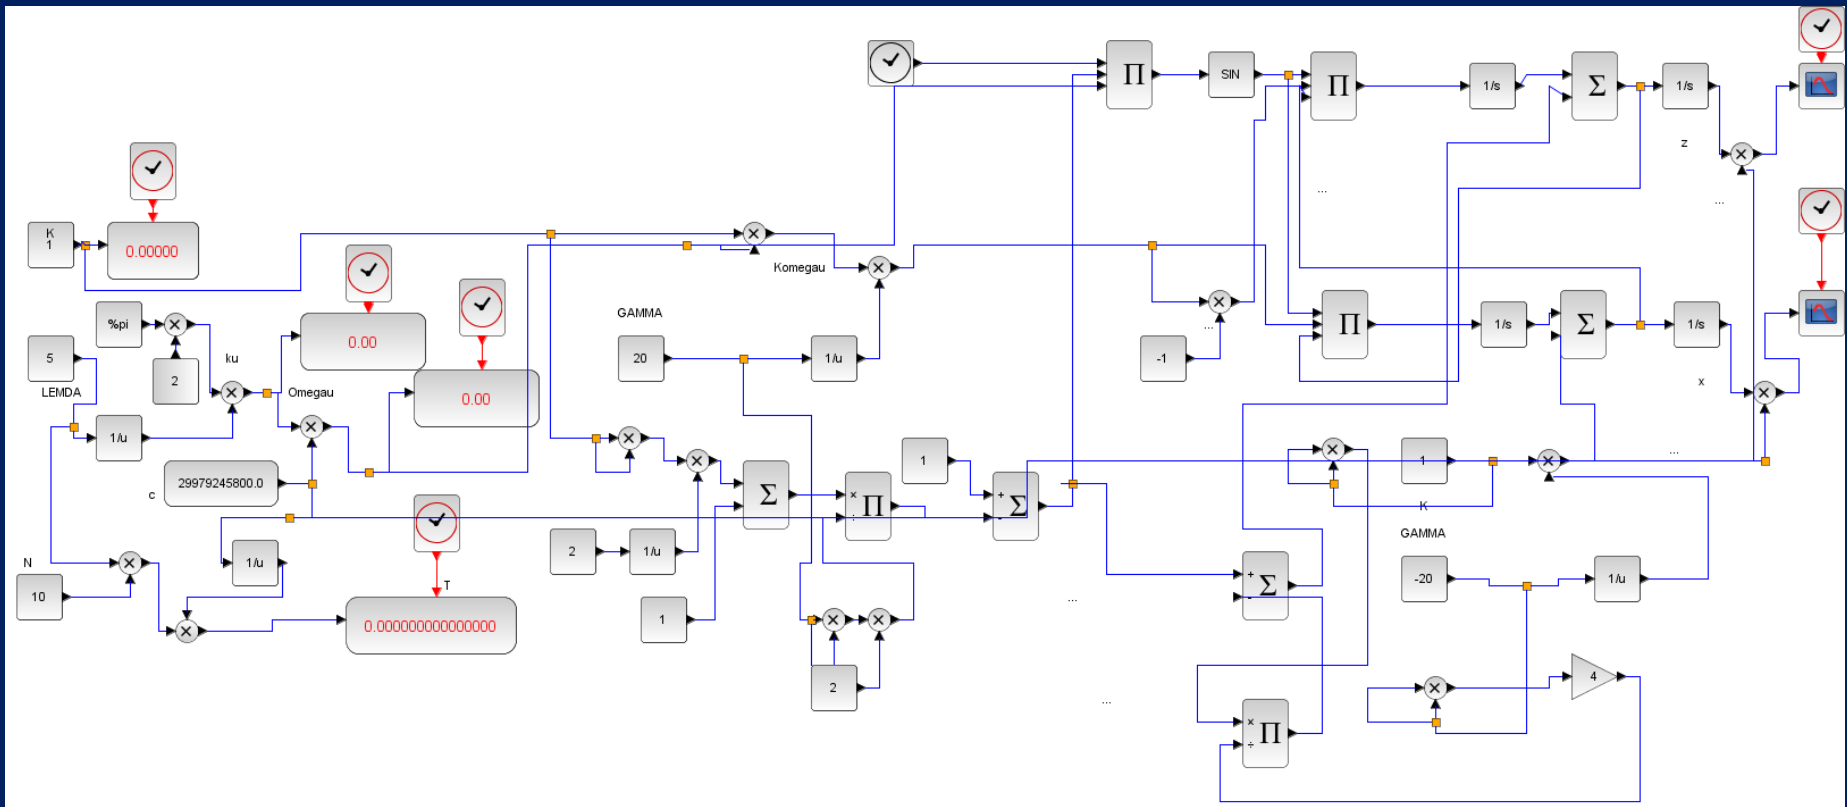 SIN
Π
Π
1/s
Σ
1/s
z
...
...
K
1
0.00000
Komegau
%pi
5
2
ku
LEMDA
Omegau
0.00
0.00
GAMMA
20
1/u
...
-1
Π
1/s
Σ
1/s
x
1/u
c
29979245800.0
1
+
-
Σ
Σ
×
÷
Π
1
...
K
GAMMA
N
10
1/u
T
0.000000000000000
2
1/u
1
2
...
+
-
Σ
-20
1/u
4
...
×
÷
Π